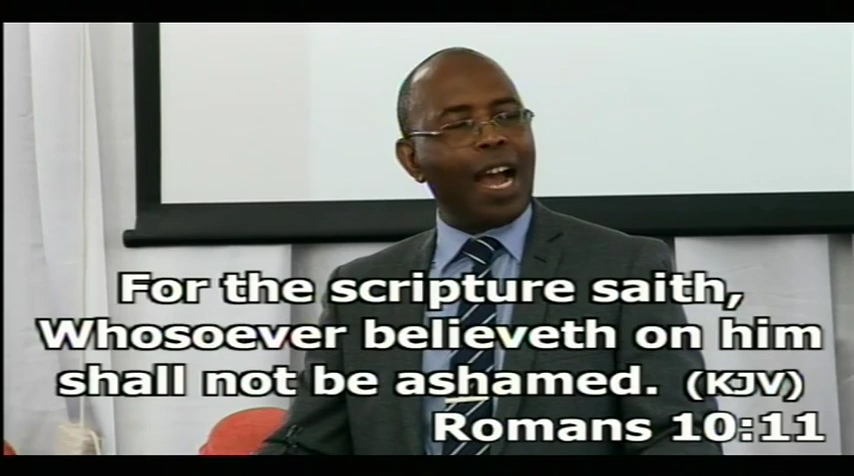 For the scripture saith,
Whosoever believeth on him
shall not be ashamed. (KJV)
Romans 10:11